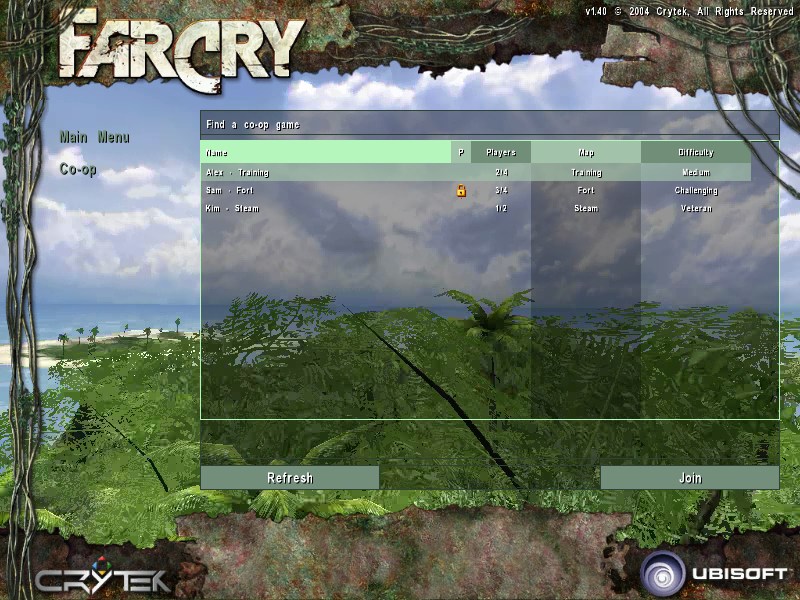 FARCRY
v1.40 © 2004 Crytek, All Rights Reserved
Main Menu
Co-op
Find a co-op game
Name P Players Map Difficulty
Alex - Training 2/4 Training Medium
Sam - Fort 3/4 Fort Challenging
Kim - Steam 1/2 Steam Veteran
Refresh
Join
CRYTEK
UBISOFT